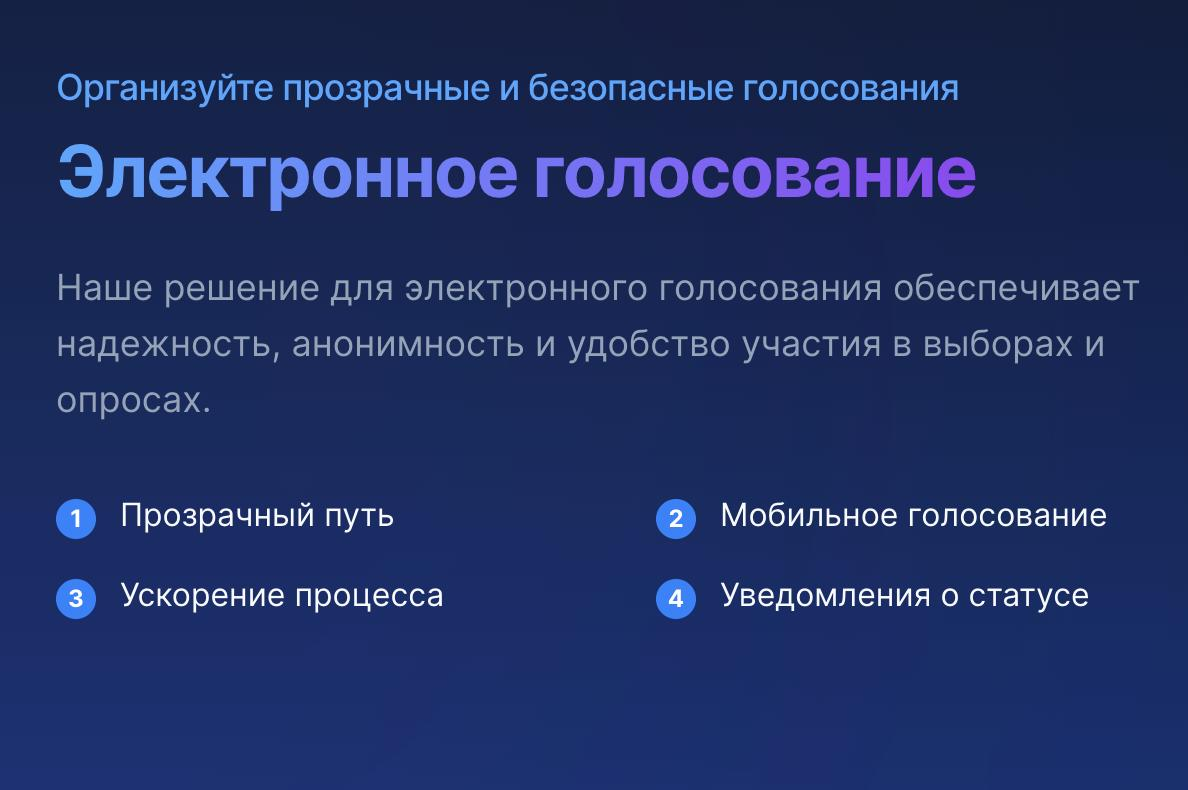 Организуйте прозрачные и безопасные голосования
Электронное голосование
Наше решение для электронного голосования обеспечивает
надежность, анонимность и удобство участия в выборах и
опросах.
1 Прозрачный путь
2 Мобильное голосование
3 Ускорение процесса
4 Уведомления о статусе